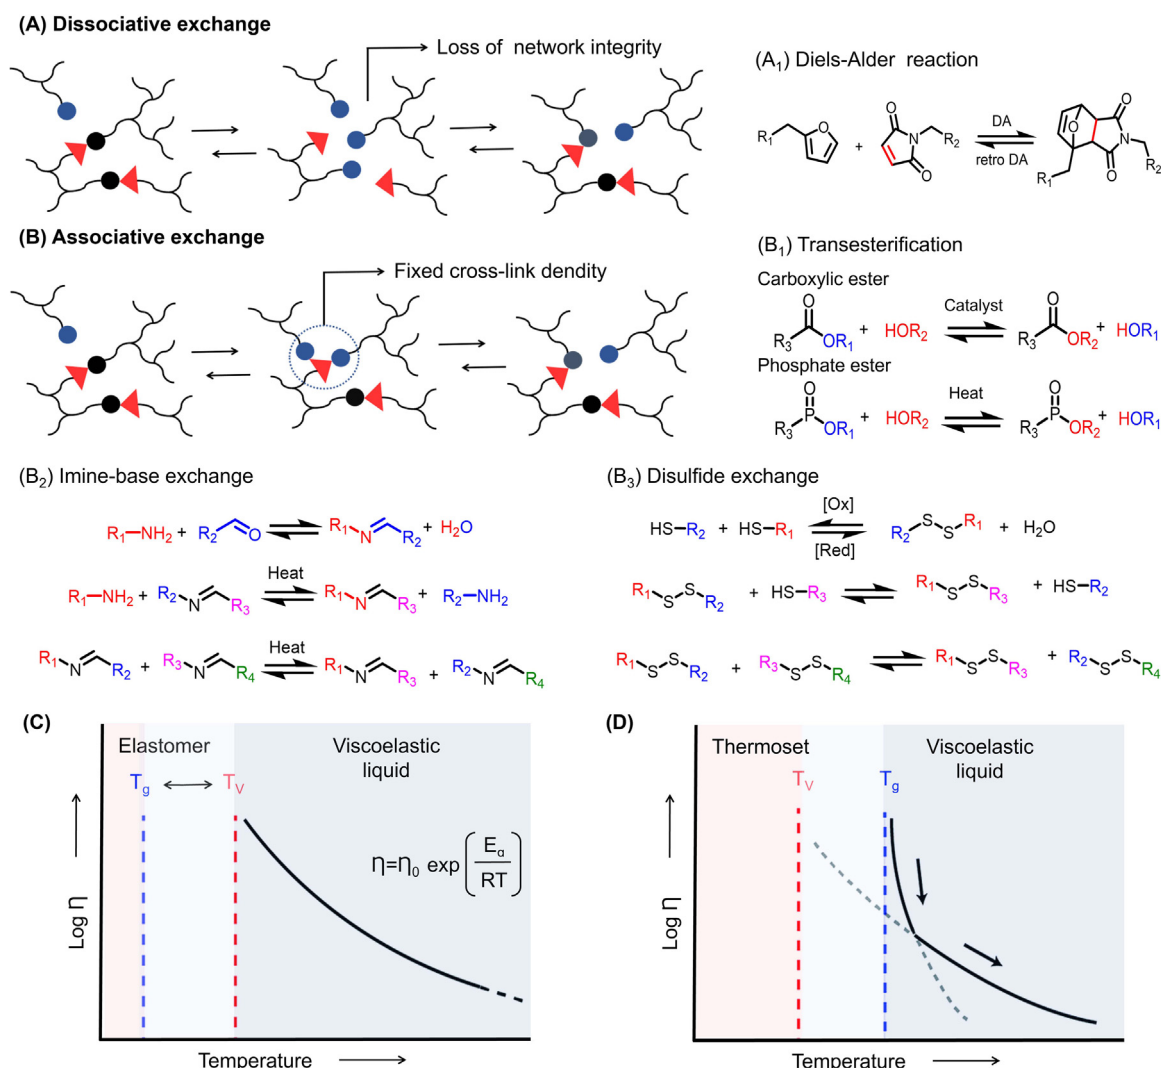 (A) Dissociative exchange
Loss of network integrity
(A₁) Diels-Alder reaction
R₁
O
+
O
N
O
R₂
DA
retro DA
O
O
N
O
R₁
R₂
(B) Associative exchange
Fixed cross-link dendity
(B₁) Transesterification
Carboxylic ester
O
R₃ OR₁ + HOR₂ Catalyst O R₃ OR₂ + HOR₁
Phosphate ester
O
R₃ P OR₁ + HOR₂ Heat O R₃ P OR₂ + HOR₁
(B₂) Imine-base exchange
R₁–NH₂ + R₂ O R₁ N R₂ + H₂O
Heat
R₁–NH₂ + R₂ N R₃ R₁ N R₃ + R₂–NH₂
Heat
R₁ N R₂ + R₃ N R₄ R₁ N R₃ + R₂ N R₄
(B₃) Disulfide exchange
[Ox]
HS–R₂ + HS–R₁ R₂ S S R₁ + H₂O
[Red]
R₁ S S R₂ + HS–R₃ R₁ S S R₃ + HS–R₂
R₁ S S R₂ + R₃ S S R₄ R₁ S S R₃ + R₂ S S R₄
(C)
Elastomer
Viscoelastic
liquid
T_g
T_V
η=η₀ exp(E_a/RT)
Log η
Temperature
(D)
Thermoset
Viscoelastic
liquid
T_V
T_g
Log η
Temperature